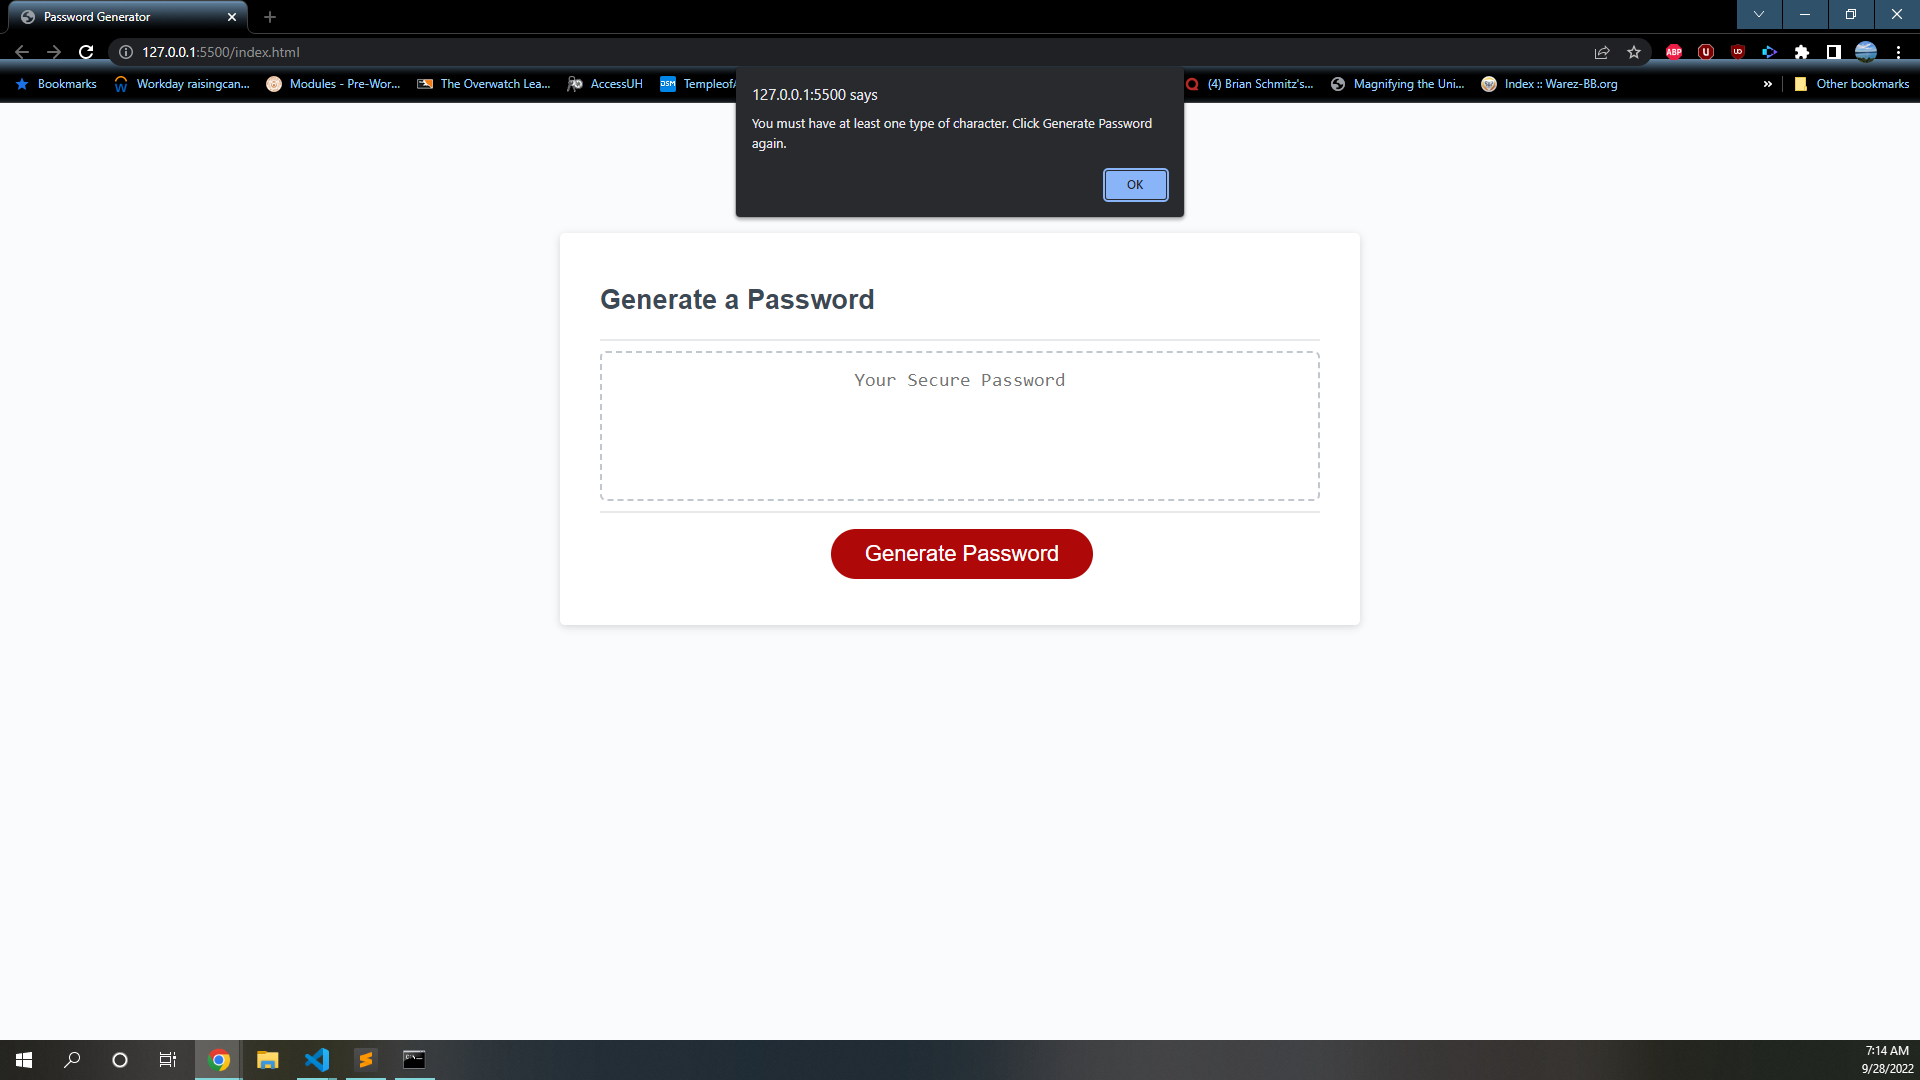 Password Generator
127.0.0.1:5500/index.html
ABP
Bookmarks
Workday raisingcan...
Modules - Pre-Wor...
The Overwatch Lea...
AccessUH
DSM
Templeof
(4) Brian Schmitz's...
Magnifying the Uni...
Index :: Warez-BB.org
»
Other bookmarks
127.0.0.1:5500 says
You must have at least one type of character. Click Generate Password
again.
OK
Generate a Password
Your Secure Password
Generate Password
7:14 AM
9/28/2022